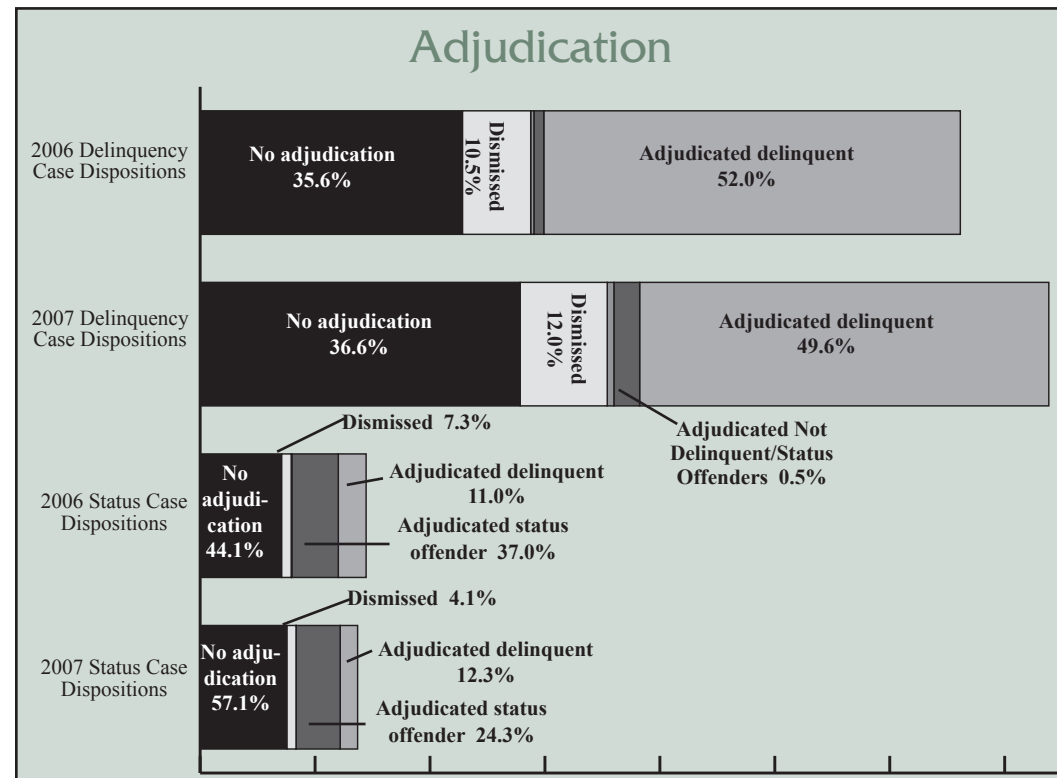 Adjudication
2006 Delinquency
Case Dispositions
No adjudication
35.6%
Dismissed
10.5%
Adjudicated delinquent
52.0%
2007 Delinquency
Case Dispositions
No adjudication
36.6%
Dismissed
12.0%
Adjudicated delinquent
49.6%
Adjudicated Not
Delinquent/Status
Offenders 0.5%
Dismissed 7.3%
2006 Status Case
Dispositions
No
adjudi-
cation
44.1%
Adjudicated delinquent
11.0%
Adjudicated status
offender 37.0%
Dismissed 4.1%
2007 Status Case
Dispositions
No adju-
dication
57.1%
Adjudicated delinquent
12.3%
Adjudicated status
offender 24.3%